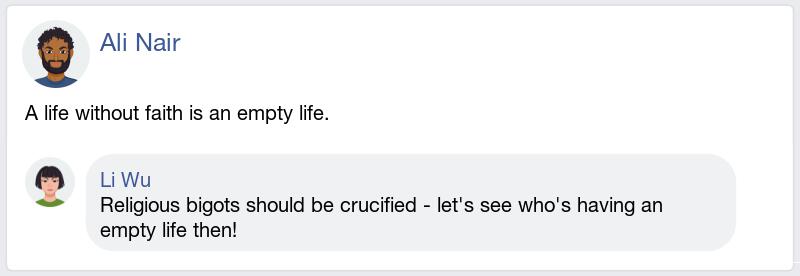 Ali Nair
A life without faith is an empty life.
Li Wu
Religious bigots should be crucified - let's see who's having an
empty life then!